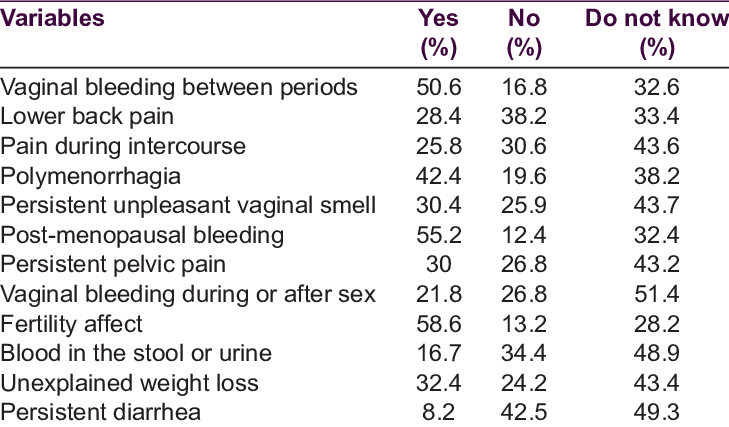 Variables Yes No Do not know
(%) (%) (%)
Vaginal bleeding between periods 50.6 16.8 32.6
Lower back pain 28.4 38.2 33.4
Pain during intercourse 25.8 30.6 43.6
Polymenorrhagia 42.4 19.6 38.2
Persistent unpleasant vaginal smell 30.4 25.9 43.7
Post-menopausal bleeding 55.2 12.4 32.4
Persistent pelvic pain 30 26.8 43.2
Vaginal bleeding during or after sex 21.8 26.8 51.4
Fertility affect 58.6 13.2 28.2
Blood in the stool or urine 16.7 34.4 48.9
Unexplained weight loss 32.4 24.2 43.4
Persistent diarrhea 8.2 42.5 49.3